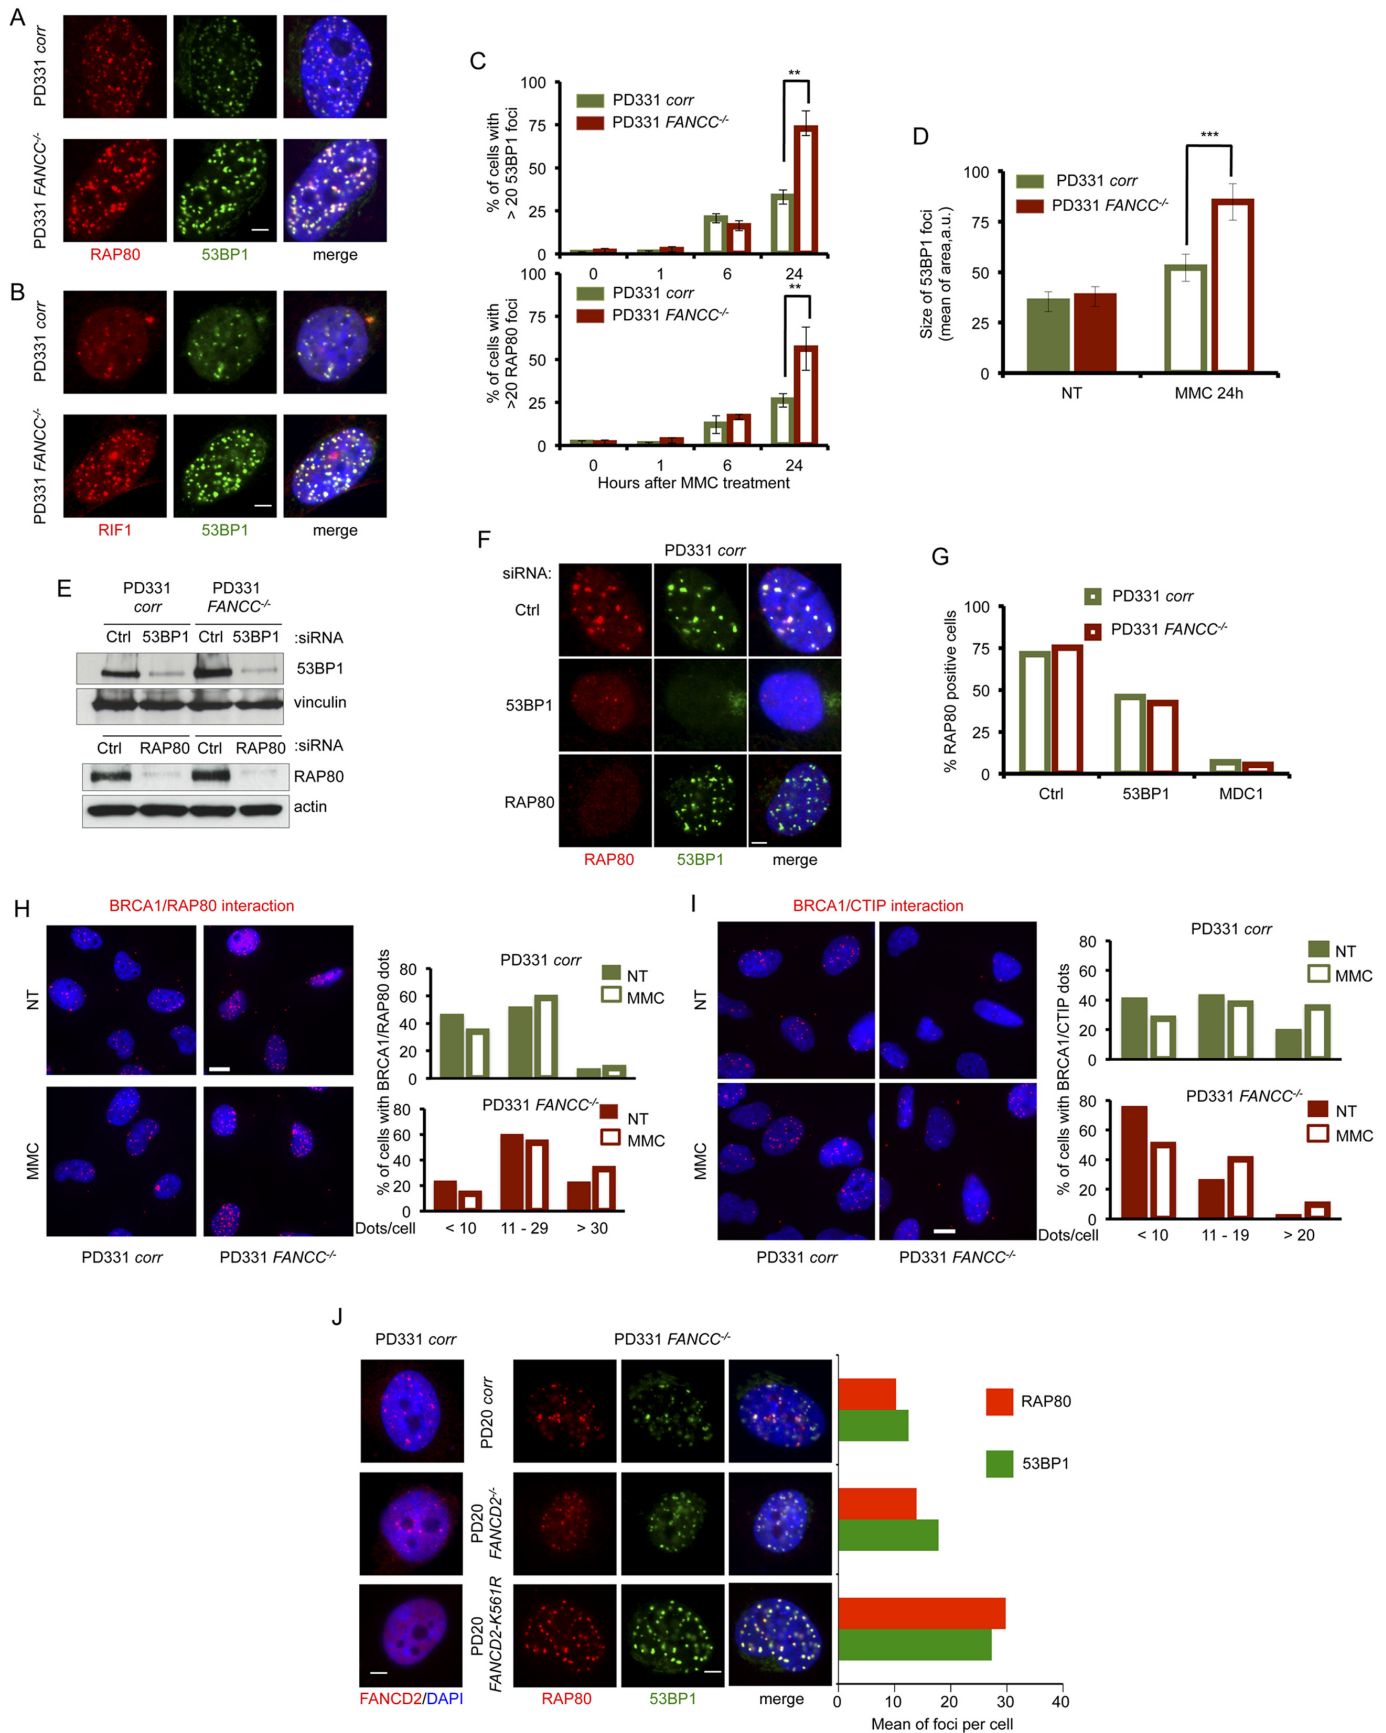 A
PD331 corr
PD331 FANCC-/-
RAP80
53BP1
merge
B
PD331 corr
PD331 FANCC-/-
RIF1
53BP1
merge
C
% of cells with
> 20 53BP1 foci
100
75
50
25
0
PD331 corr
PD331 FANCC-/-
**
0 1 6 24
% of cells with
>20 RAP80 foci
100
75
50
25
0
PD331 corr
PD331 FANCC-/-
**
0 1 6 24
Hours after MMC treatment
D
Size of 53BP1 foci
(mean of area,a.u.)
100
75
50
25
0
PD331 corr
PD331 FANCC-/-
***
NT
MMC 24h
E
PD331
corr
PD331
FANCC-/-
Ctrl 53BP1 Ctrl 53BP1 :siRNA
53BP1
vinculin
Ctrl RAP80 Ctrl RAP80 :siRNA
RAP80
actin
F
PD331 corr
siRNA:
Ctrl
53BP1
RAP80
RAP80
53BP1
merge
G
% RAP80 positive cells
100
75
50
25
0
PD331 corr
PD331 FANCC-/-
Ctrl
53BP1
MDC1
H
BRCA1/RAP80 interaction
NT
MMC
PD331 corr
PD331 FANCC-/-
% of cells with BRCA1/RAP80 dots
PD331 corr
80
60
40
20
0
NT
MMC
PD331 FANCC-/-
80
60
40
20
0
NT
MMC
Dots/cell < 10 11 - 29 > 30
I
BRCA1/CTIP interaction
NT
MMC
PD331 corr
PD331 FANCC-/-
% of cells with BRCA1/CTIP dots
PD331 corr
80
60
40
20
0
NT
MMC
PD331 FANCC-/-
80
60
40
20
0
NT
MMC
Dots/cell < 10 11 - 19 > 20
J
PD331 corr
PD331 FANCC-/-
PD20 corr
PD20
FANCD2-/-
PD20
FANCD2-K561R
FANCD2/DAPI
RAP80
53BP1
merge
RAP80
53BP1
0 10 20 30 40
Mean of foci per cell